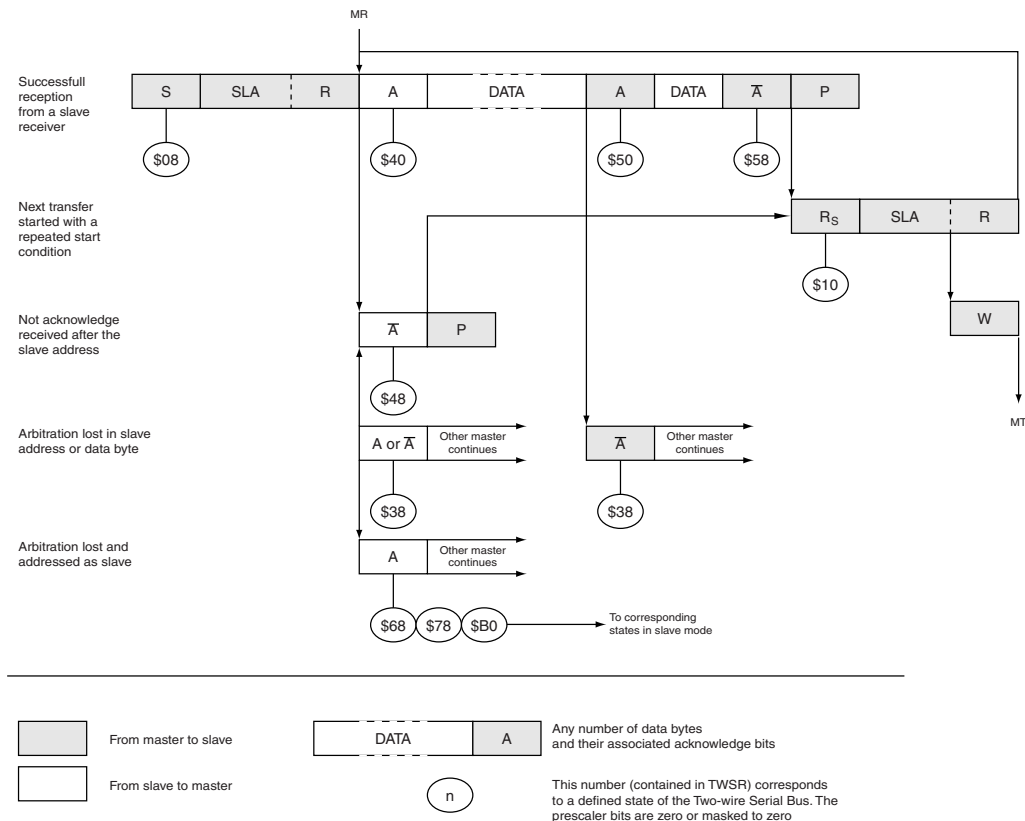 MR
Successfull
reception
from a slave
receiver
S SLA R A DATA A DATA A̅ P
$08 $40 $50 $58
Next transfer
started with a
repeated start
condition
RS SLA R
$10
Not acknowledge
received after the
slave address
A̅ P
W
$48
MT
Arbitration lost in slave
address or data byte
A or A̅
Other master
continues
A̅
Other master
continues
$38 $38
Arbitration lost and
addressed as slave
A
Other master
continues
$68 $78 $B0
To corresponding
states in slave mode
From master to slave
DATA A
Any number of data bytes
and their associated acknowledge bits
From slave to master
n
This number (contained in TWSR) corresponds
to a defined state of the Two-wire Serial Bus. The
prescaler bits are zero or masked to zero